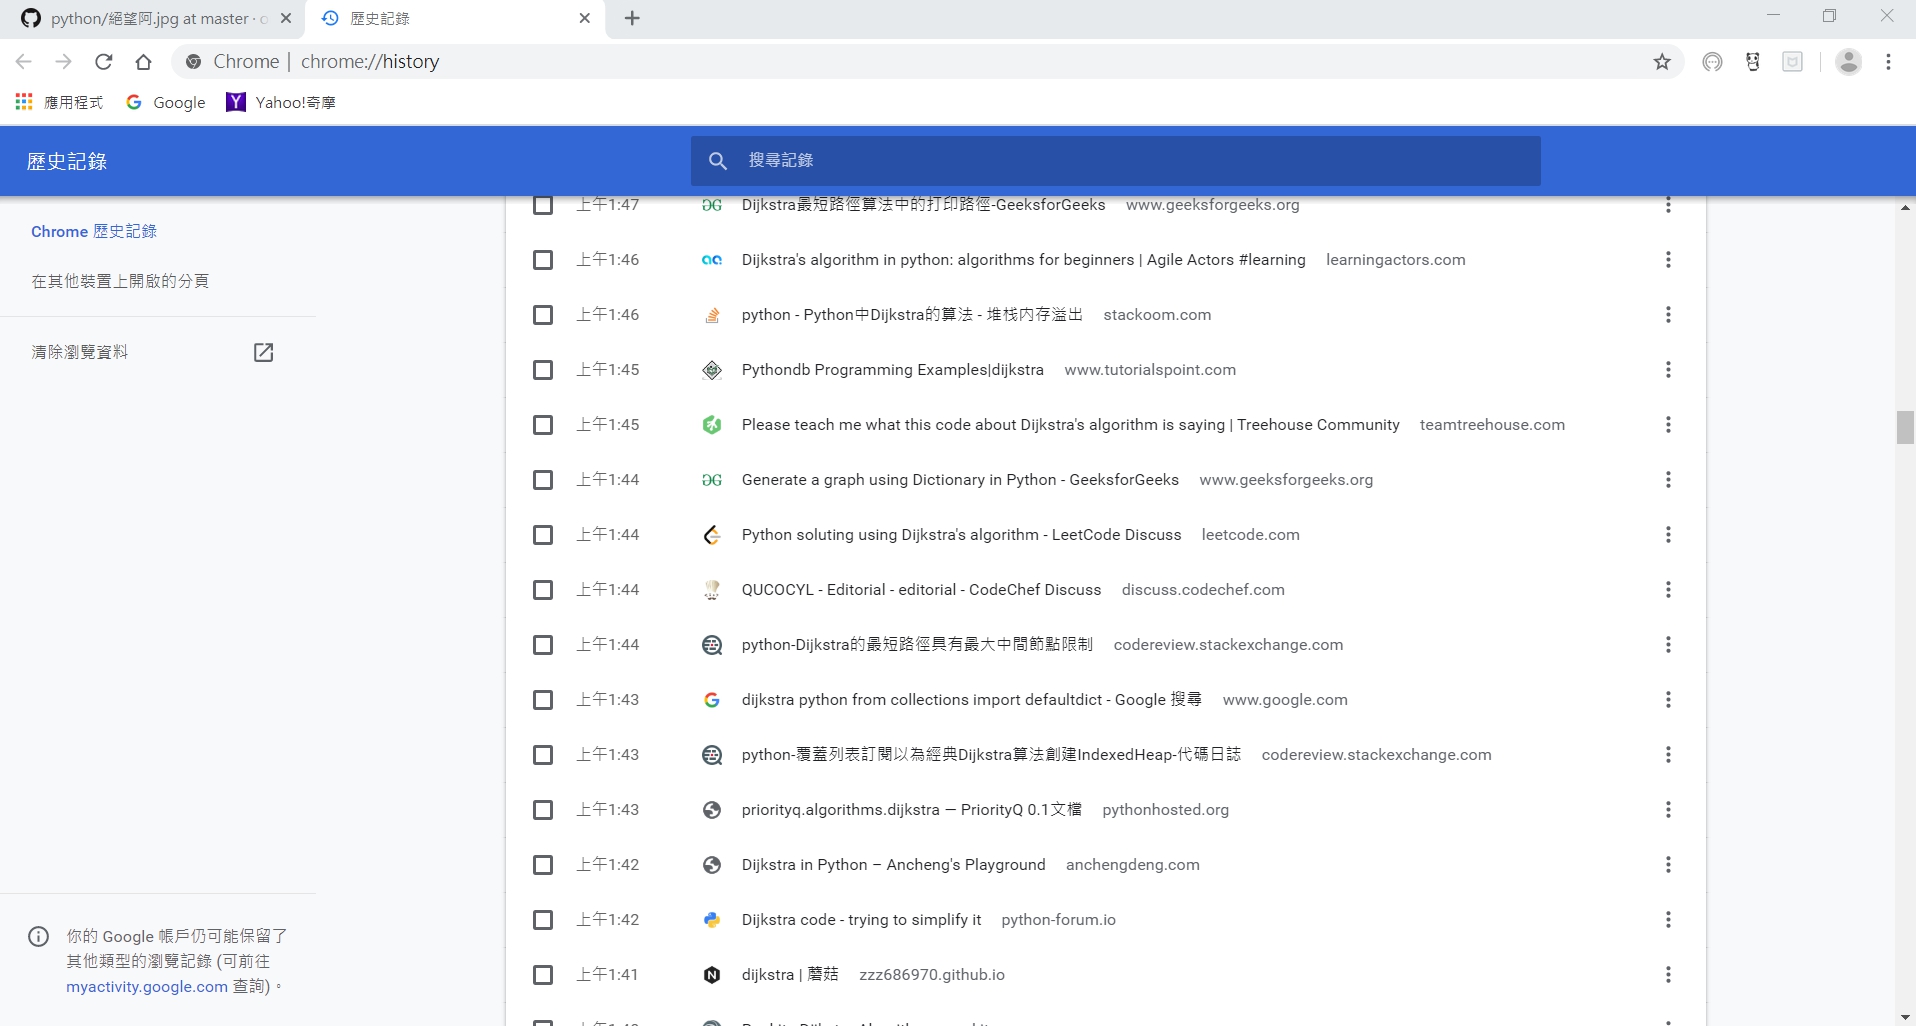 python/絕望阿.jpg at master · o
歷史記錄
Chrome | chrome://history
應用程式
Google
Yahoo!奇摩
歷史記錄
搜尋記錄
Chrome 歷史記錄
在其他裝置上開啟的分頁
清除瀏覽資料
你的 Google 帳戶仍可能保留了
其他類型的瀏覽記錄 (可前往
myactivity.google.com 查詢)。
上午1:47 Dijkstra最短路徑算法中的打印路徑-GeeksforGeeks www.geeksforgeeks.org
上午1:46 Dijkstra's algorithm in python: algorithms for beginners | Agile Actors #learning learningactors.com
上午1:46 python - Python中Dijkstra的算法 - 堆栈内存溢出 stackoom.com
上午1:45 Pythondb Programming Examples|dijkstra www.tutorialspoint.com
上午1:45 Please teach me what this code about Dijkstra's algorithm is saying | Treehouse Community teamtreehouse.com
上午1:44 Generate a graph using Dictionary in Python - GeeksforGeeks www.geeksforgeeks.org
上午1:44 Python soluting using Dijkstra's algorithm - LeetCode Discuss leetcode.com
上午1:44 QUCOCYL - Editorial - editorial - CodeChef Discuss discuss.codechef.com
上午1:44 python-Dijkstra的最短路徑具有最大中間節點限制 codereview.stackexchange.com
上午1:43 dijkstra python from collections import defaultdict - Google 搜尋 www.google.com
上午1:43 python-覆蓋列表訂閱以為經典Dijkstra算法創建IndexedHeap-代碼日誌 codereview.stackexchange.com
上午1:43 priorityq.algorithms.dijkstra — PriorityQ 0.1文檔 pythonhosted.org
上午1:42 Dijkstra in Python – Ancheng's Playground anchengdeng.com
上午1:42 Dijkstra code - trying to simplify it python-forum.io
上午1:41 dijkstra | 蘑菇 zzz686970.github.io